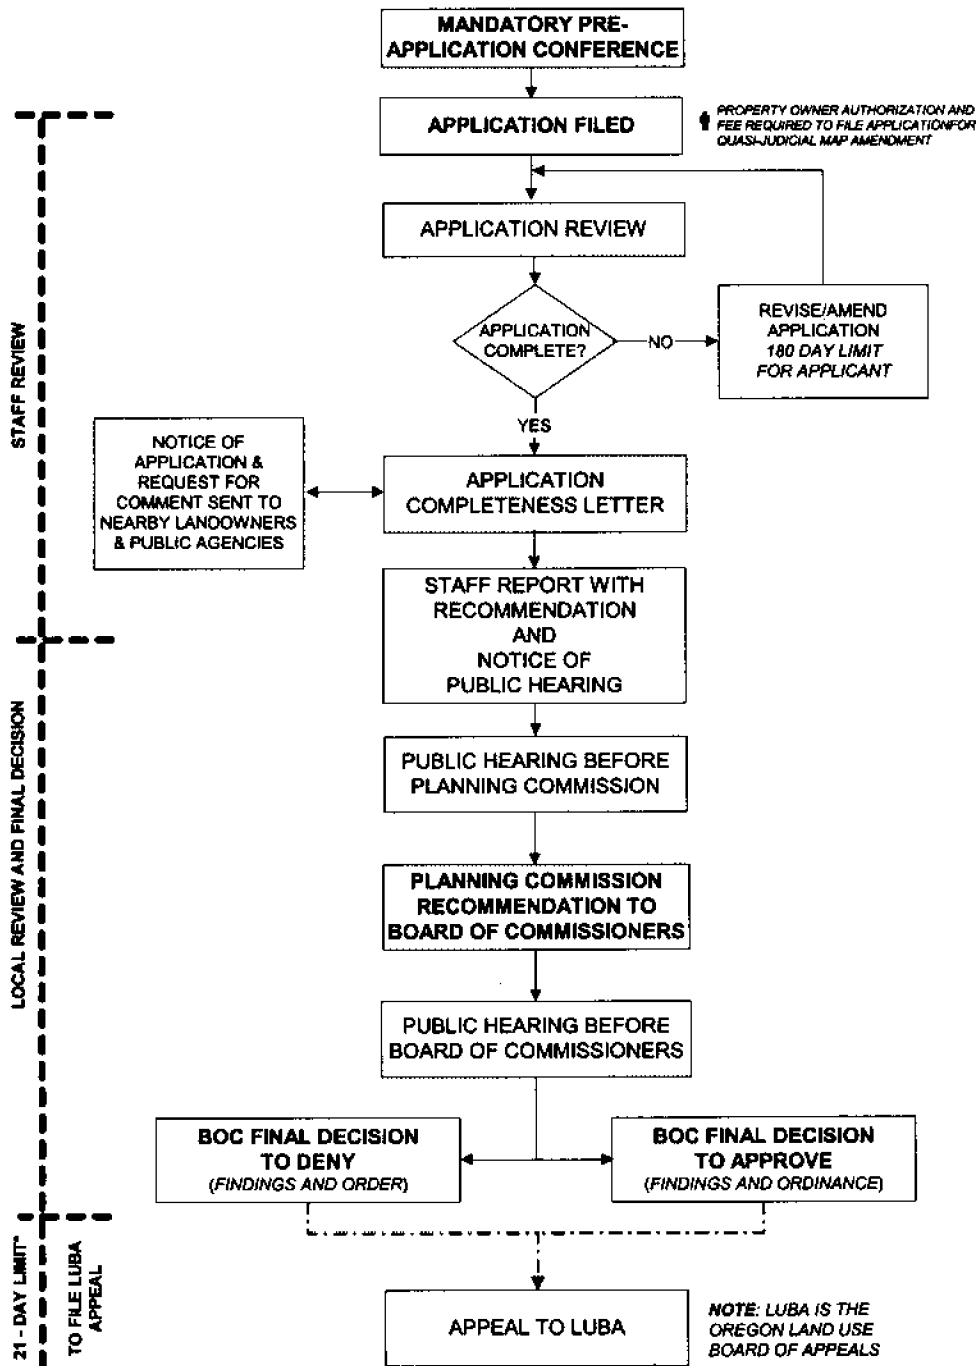 MANDATORY PRE-
APPLICATION CONFERENCE
APPLICATION FILED
PROPERTY OWNER AUTHORIZATION AND
FEE REQUIRED TO FILE APPLICATIONFOR
QUASI-JUDICIAL MAP AMENDMENT
APPLICATION REVIEW
APPLICATION
COMPLETE?
NO
REVISE/AMEND
APPLICATION
180 DAY LIMIT
FOR APPLICANT
YES
STAFF REVIEW
NOTICE OF
APPLICATION &
REQUEST FOR
COMMENT SENT TO
NEARBY LANDOWNERS
& PUBLIC AGENCIES
APPLICATION
COMPLETENESS LETTER
STAFF REPORT WITH
RECOMMENDATION
AND
NOTICE OF
PUBLIC HEARING
LOCAL REVIEW AND FINAL DECISION
PUBLIC HEARING BEFORE
PLANNING COMMISSION
PLANNING COMMISSION
RECOMMENDATION TO
BOARD OF COMMISSIONERS
PUBLIC HEARING BEFORE
BOARD OF COMMISSIONERS
BOC FINAL DECISION
TO DENY
(FINDINGS AND ORDER)
BOC FINAL DECISION
TO APPROVE
(FINDINGS AND ORDINANCE)
21 - DAY LIMIT*
TO FILE LUBA
APPEAL
APPEAL TO LUBA
NOTE: LUBA IS THE
OREGON LAND USE
BOARD OF APPEALS